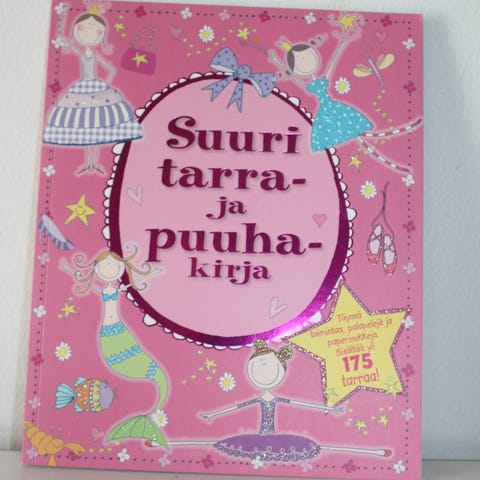 Suuri
tarra-
ja
puuha-
kirja
Täynnä
toimintaa, palapelejä ja
paperinukkeja.
Sisältää yli
175
tarraa!